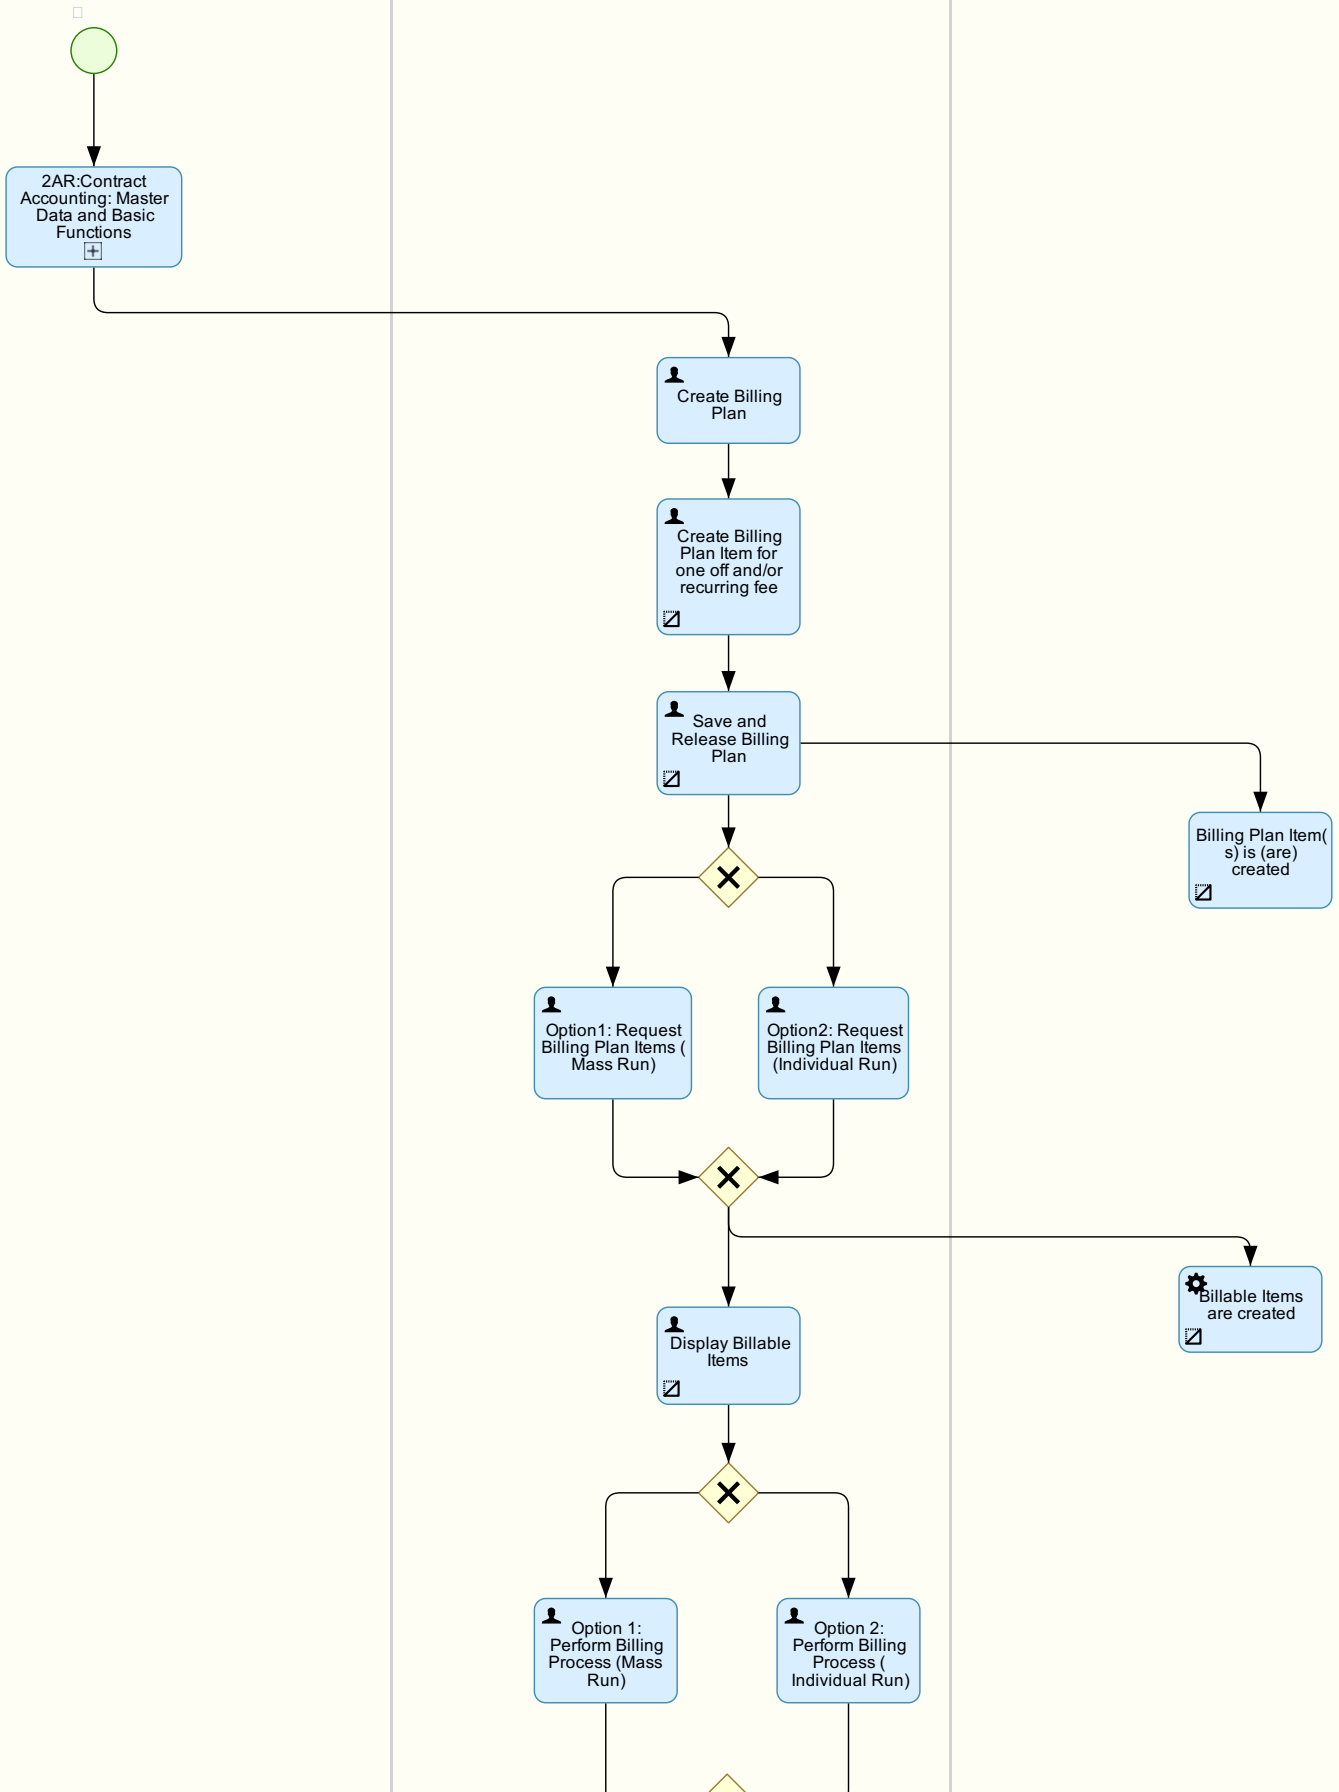 2AR:Contract
Accounting: Master
Data and Basic
Functions
Create Billing
Plan
Create Billing
Plan Item for
one off and/or
recurring fee
Save and
Release Billing
Plan
Billing Plan Item(
s) is (are)
created
Option1: Request
Billing Plan Items (
Mass Run)
Option2: Request
Billing Plan Items
(Individual Run)
Billable Items
are created
Display Billable
Items
Option 1:
Perform Billing
Process (Mass
Run)
Option 2:
Perform Billing
Process (
Individual Run)